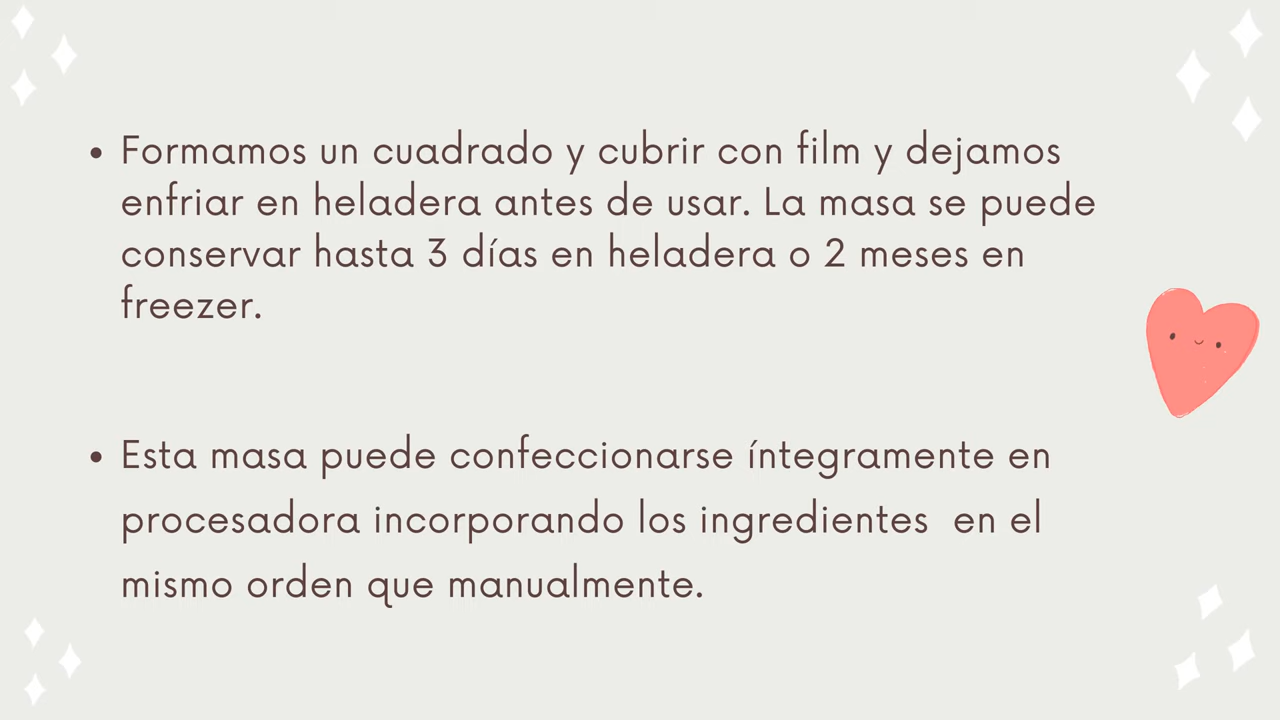 • Formamos un cuadrado y cubrir con film y dejamos
enfriar en heladera antes de usar. La masa se puede
conservar hasta 3 días en heladera o 2 meses en
freezer.
• Esta masa puede confeccionarse íntegramente en
procesadora incorporando los ingredientes  en el
mismo orden que manualmente.